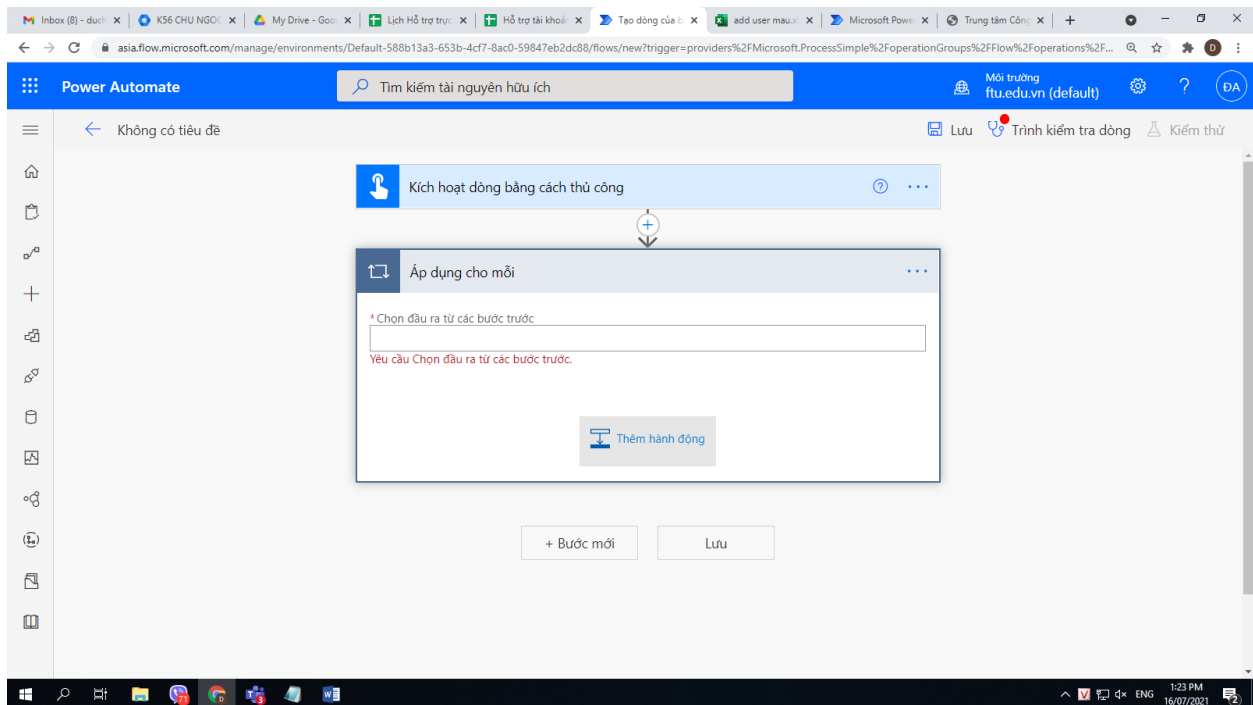 Inbox (8) - duch
K56 CHU NGOC
My Drive - Goo
Lịch Hỗ trợ trực
Hỗ trợ tài khoản
Tạo dòng của b
add user mau.x
Microsoft Powe
Trung tâm Công
asia.flow.microsoft.com/manage/environments/Default-588b13a3-653b-4cf7-8ac0-59847eb2dc88/flows/new?trigger=providers%2FMicrosoft.ProcessSimple%2FoperationGroups%2FFlow%2Foperations%2F...
D
Power Automate
Tìm kiếm tài nguyên hữu ích
Môi trường
ftu.edu.vn (default)
ĐA
Không có tiêu đề
Lưu
Trình kiểm tra dòng
Kiểm thử
Kích hoạt dòng bằng cách thủ công
Áp dụng cho mỗi
*Chọn đầu ra từ các bước trước
Yêu cầu Chọn đầu ra từ các bước trước.
Thêm hành động
+ Bước mới
Lưu
71
3
V
ENG
1:23 PM
16/07/2021
2